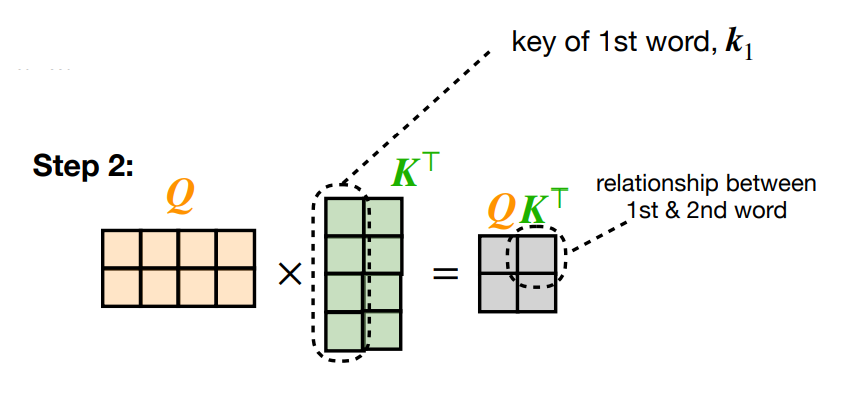 key of 1st word, k₁
Step 2:
Q
K⊤
QK⊤
relationship between
1st & 2nd word
×
=